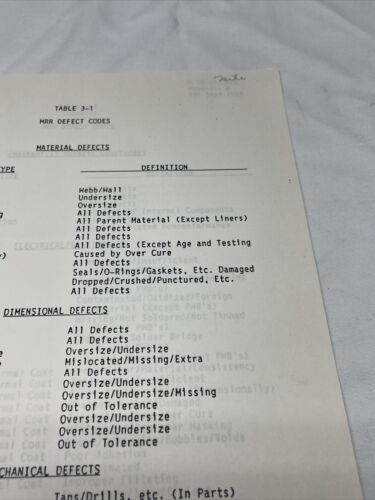 Mike
TABLE 3-1
MRR DEFECT CODES
MATERIAL DEFECTS
TYPE DEFINITION
Webb/Hall
Undersize
Oversize
All Defects
All Parent Material (Except Liners)
All Defects
All Defects
All Defects (Except Age and Testing
Caused by Over Cure
All Defects
Seals/O-Rings/Gaskets, Etc. Damaged
Dropped/Crushed/Punctured, Etc.
All Defects
DIMENSIONAL DEFECTS
All Defects
All Defects
Oversize/Undersize
Mislocated/Missing/Extra
All Defects
Oversize/Undersize
Oversize/Undersize/Missing
Out of Tolerance
Oversize/Undersize
Oversize/Undersize
Out of Tolerance
CHANICAL DEFECTS
Taps/Drills, etc. (In Parts)